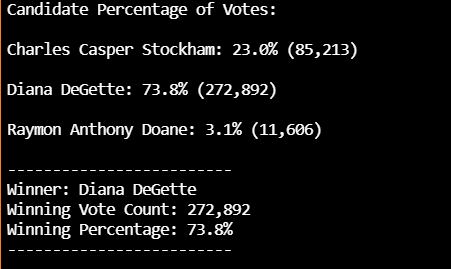 Candidate Percentage of Votes:
Charles Casper Stockham: 23.0% (85,213)
Diana DeGette: 73.8% (272,892)
Raymon Anthony Doane: 3.1% (11,606)
-------------------------
Winner: Diana DeGette
Winning Vote Count: 272,892
Winning Percentage: 73.8%
-------------------------